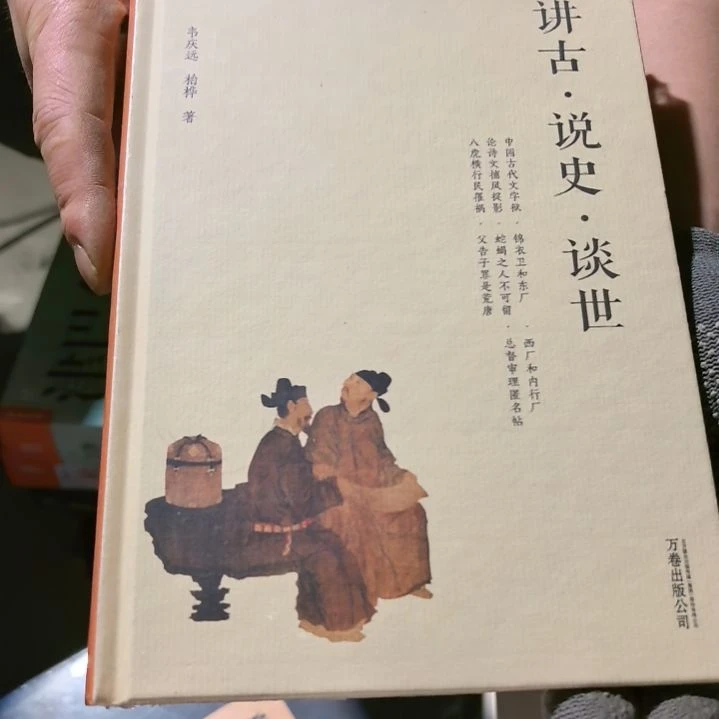 讲古·说史·谈世
中国古代文字狱·锦衣卫和东厂·西厂和内行厂
论诗文捕风捉影·蛇蝎之人不可留·总督审理匿名帖
八虎横行民罹祸·父告子罪是荒唐
韦庆远 柏桦 著
万卷出版公司